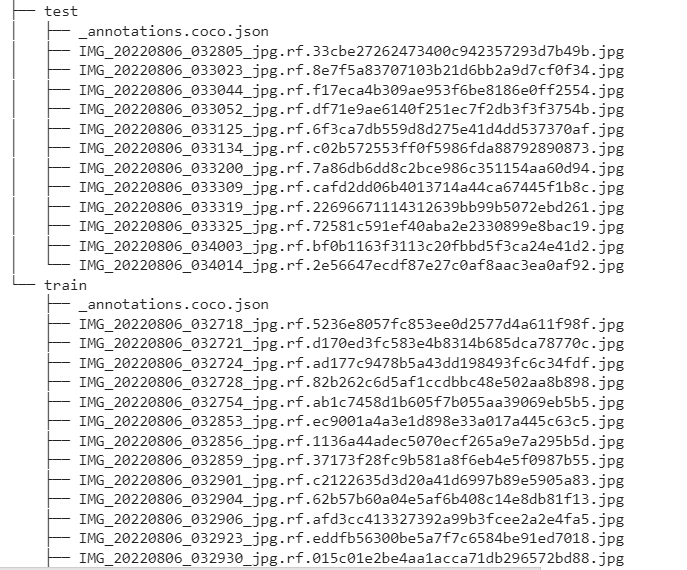 ├── test
│   ├── _annotations.coco.json
│   ├── IMG_20220806_032805_jpg.rf.33cbe27262473400c942357293d7b49b.jpg
│   ├── IMG_20220806_033023_jpg.rf.8e7f5a83707103b21d6bb2a9d7cf0f34.jpg
│   ├── IMG_20220806_033044_jpg.rf.f17eca4b309ae953f6be8186e0ff2554.jpg
│   ├── IMG_20220806_033052_jpg.rf.df71e9ae6140f251ec7f2db3f3f3754b.jpg
│   ├── IMG_20220806_033125_jpg.rf.6f3ca7db559d8d275e41d4dd537370af.jpg
│   ├── IMG_20220806_033134_jpg.rf.c02b572553ff0f5986fda88792890873.jpg
│   ├── IMG_20220806_033200_jpg.rf.7a86db6dd8c2bce986c351154aa60d94.jpg
│   ├── IMG_20220806_033309_jpg.rf.cafd2dd06b4013714a44ca67445f1b8c.jpg
│   ├── IMG_20220806_033319_jpg.rf.22696671114312639bb99b5072ebd261.jpg
│   ├── IMG_20220806_033325_jpg.rf.72581c591ef40aba2e2330899e8bac19.jpg
│   ├── IMG_20220806_034003_jpg.rf.bf0b1163f3113c20fbbd5f3ca24e41d2.jpg
│   └── IMG_20220806_034014_jpg.rf.2e56647ecdf87e27c0af8aac3ea0af92.jpg
└── train
    ├── _annotations.coco.json
    ├── IMG_20220806_032718_jpg.rf.5236e8057fc853ee0d2577d4a611f98f.jpg
    ├── IMG_20220806_032721_jpg.rf.d170ed3fc583e4b8314b685dca78770c.jpg
    ├── IMG_20220806_032724_jpg.rf.ad177c9478b5a43dd198493fc6c34fdf.jpg
    ├── IMG_20220806_032728_jpg.rf.82b262c6d5af1ccdbbc48e502aa8b898.jpg
    ├── IMG_20220806_032754_jpg.rf.ab1c7458d1b605f7b055aa39069eb5b5.jpg
    ├── IMG_20220806_032853_jpg.rf.ec9001a4a3e1d898e33a017a445c63c5.jpg
    ├── IMG_20220806_032856_jpg.rf.1136a44adec5070ecf265a9e7a295b5d.jpg
    ├── IMG_20220806_032859_jpg.rf.37173f28fc9b581a8f6eb4e5f0987b55.jpg
    ├── IMG_20220806_032901_jpg.rf.c2122635d3d20a41d6997b89e5905a83.jpg
    ├── IMG_20220806_032904_jpg.rf.62b57b60a04e5af6b408c14e8db81f13.jpg
    ├── IMG_20220806_032906_jpg.rf.afd3cc413327392a99b3fcee2a2e4fa5.jpg
    ├── IMG_20220806_032923_jpg.rf.eddfb56300be5a7f7c6584be91ed7018.jpg
    ├── IMG_20220806_032930_jpg.rf.015c01e2be4aa1acca71db296572bd88.jpg